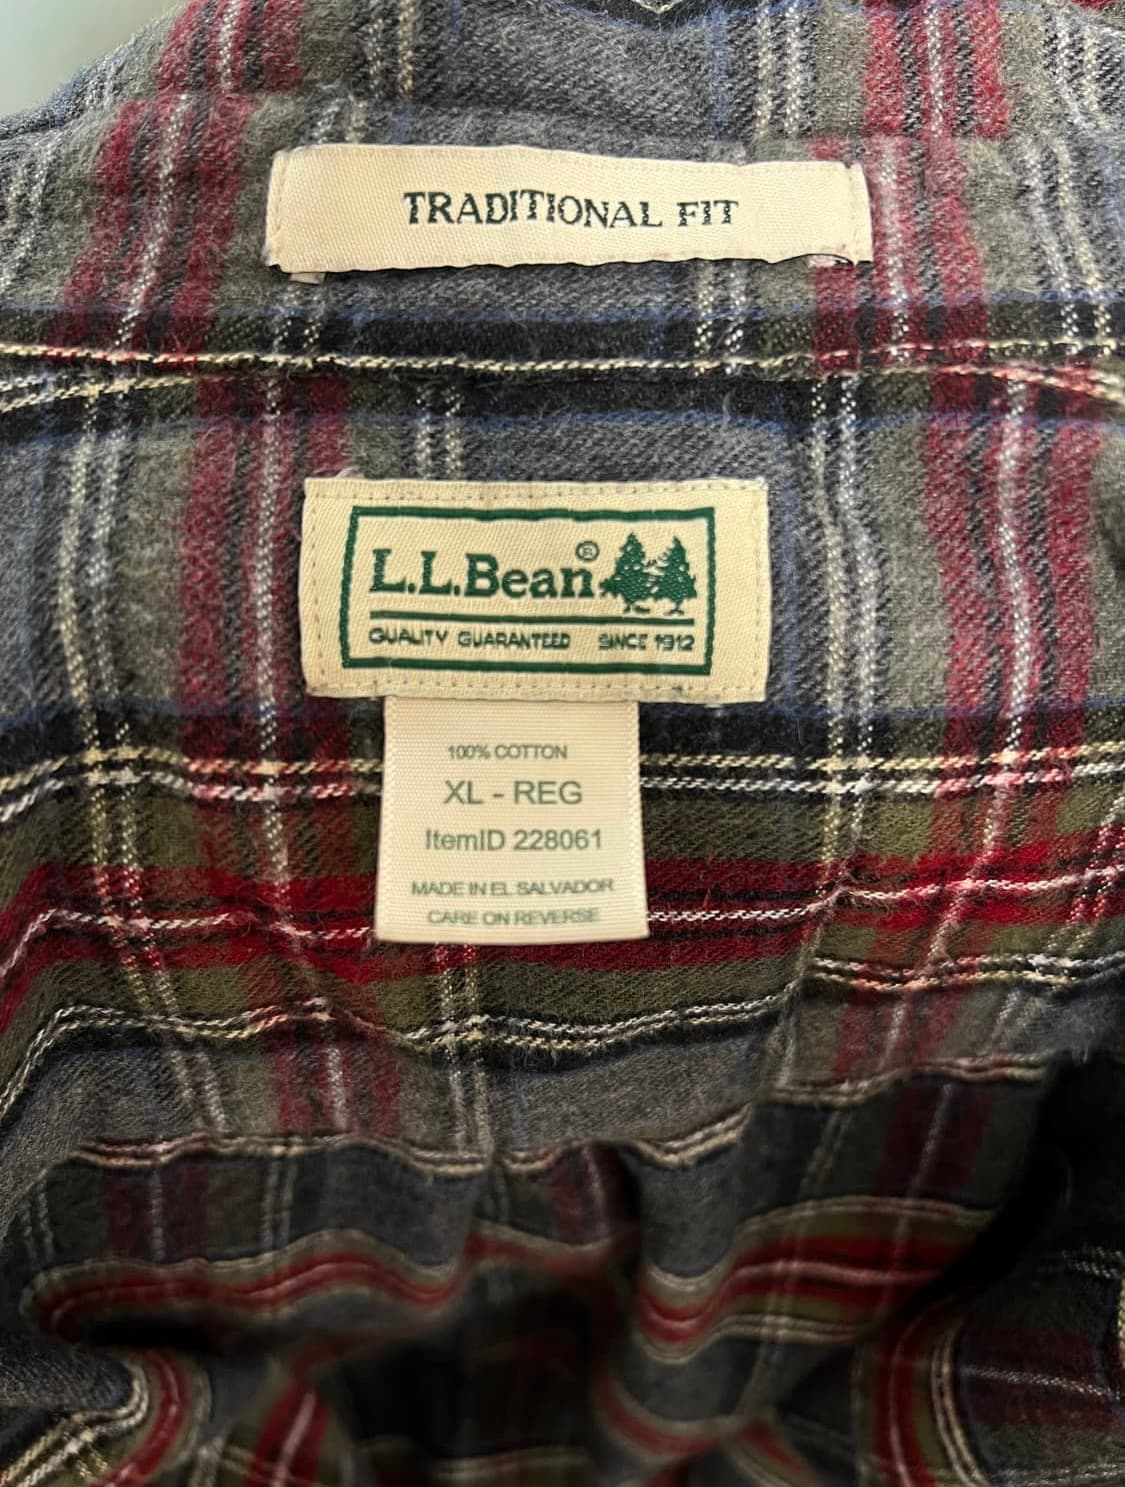 TRADITIONAL FIT
L.L.Bean®
QUALITY GUARANTEED SINCE 1912
100% COTTON
XL - REG
ItemID 228061
MADE IN EL SALVADOR
CARE ON REVERSE